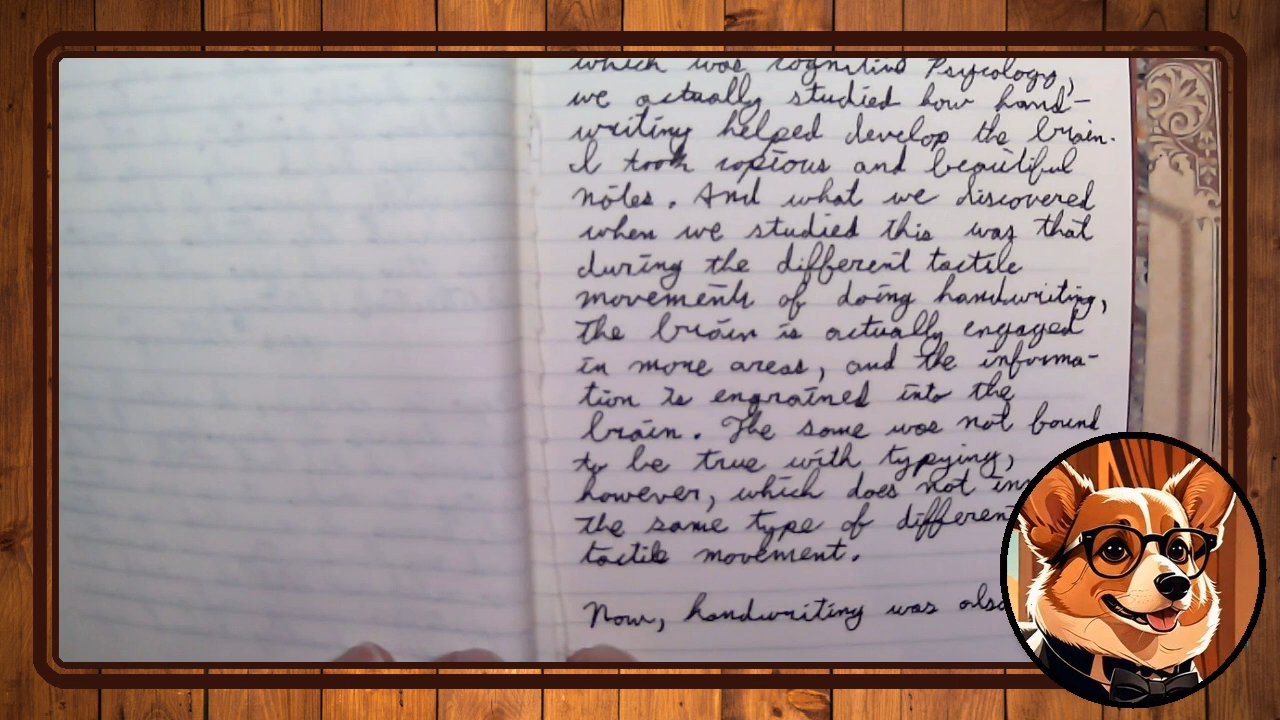 which was cognitive Psycology,
we actually studied how hand-
writing helped develop the brain.
I took copious and beautiful
notes. And what we discovered
when we studied this was that
during the different tactile
movements of doing handwriting,
the brain is actually engaged
in more areas, and the informa-
tion is engrained into the
brain. The same was not found
to be true with typying,
however, which does not
the same type of different
tactile movement.
Now, handwriting was also